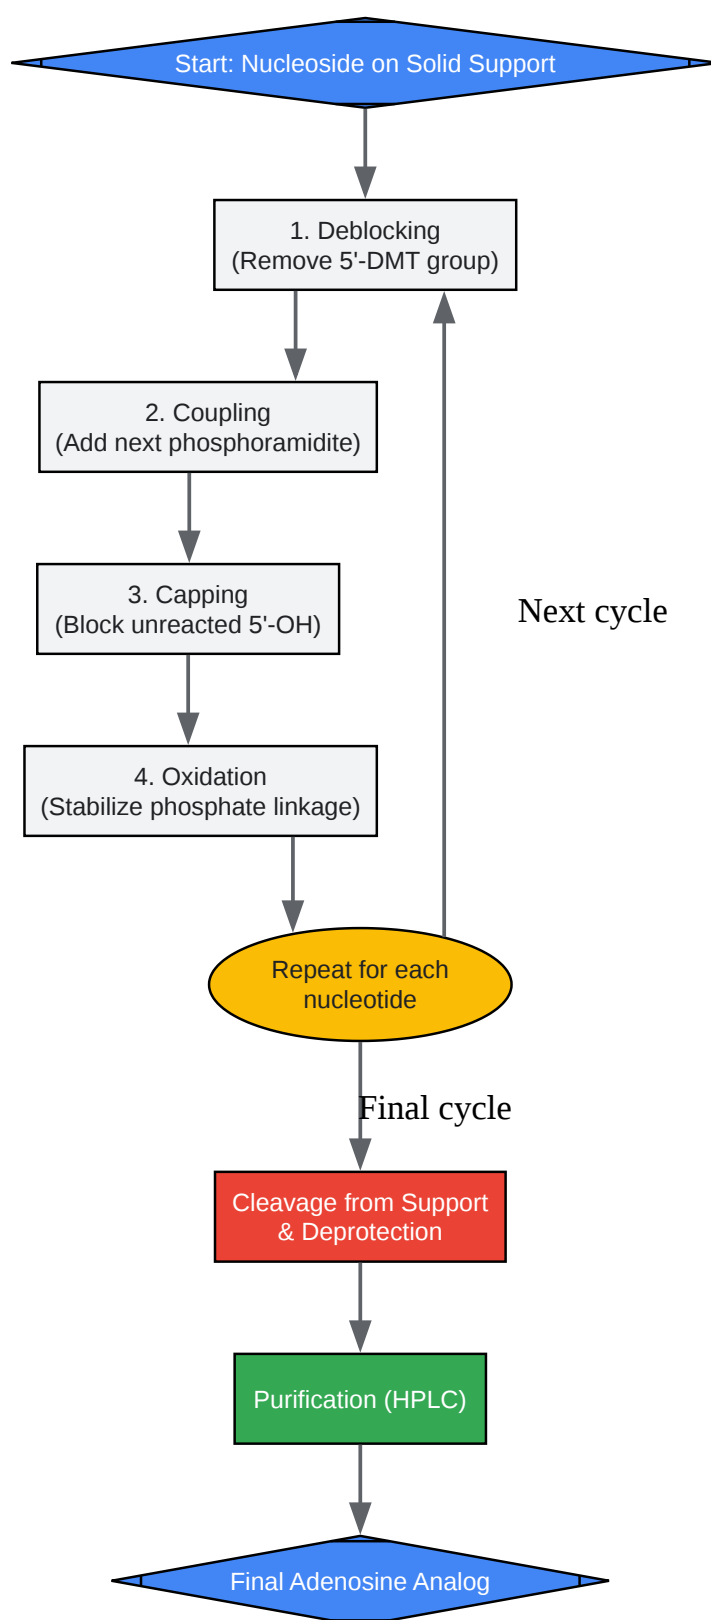 Start: Nucleoside on Solid Support
1. Deblocking
(Remove 5'-DMT group)
2. Coupling
(Add next phosphoramidite)
3. Capping
(Block unreacted 5'-OH)
Next cycle
4. Oxidation
(Stabilize phosphate linkage)
Repeat for each
nucleotide
Final cycle
Cleavage from Support
& Deprotection
Purification (HPLC)
Final Adenosine Analog